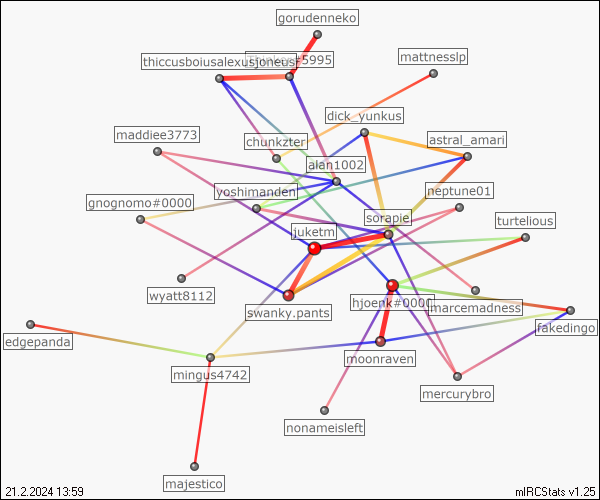 gorudenneko
thiccusboiusalexusjoneus
#5995
mattnesslp
dick_yunkus
maddiee3773
chunkzter
astral_amari
alan1002
yoshimanden
neptune01
gnognomo#0000
sorapie
turtelious
juketm
wyatt8112
swanky.pants
hjoenk#0000
marcemadness
fakedingo
edgepanda
moonraven
mingus4742
mercurybro
nonameisleft
majestico
21.2.2024 13:59
mIRCStats v1.25